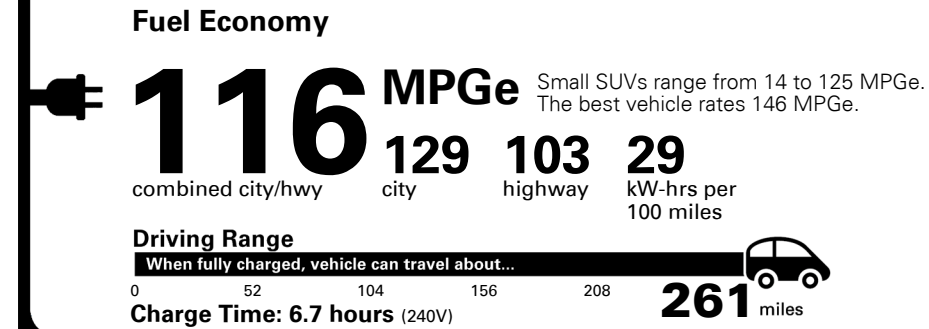 Fuel Economy
116 MPGe
Small SUVs range from 14 to 125 MPGe.
The best vehicle rates 146 MPGe.
combined city/hwy
129 city
103 highway
29 kW-hrs per
100 miles
Driving Range
When fully charged, vehicle can travel about...
0 52 104 156 208 261 miles
Charge Time: 6.7 hours (240V)